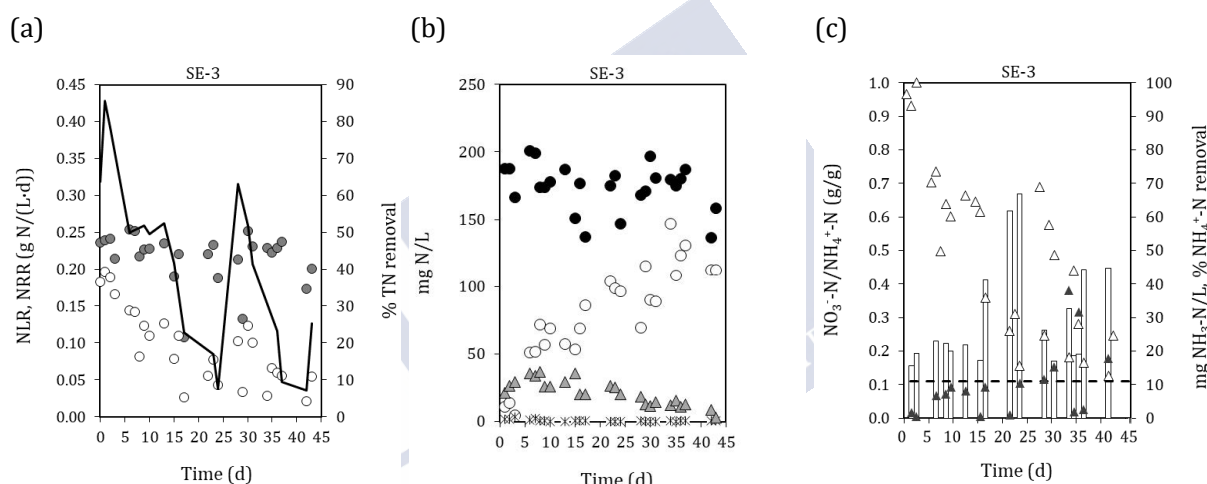 (a)
(b)
(c)
SE-3
NLR, NRR (g N/(L·d))
0.45
0.40
0.35
0.30
0.25
0.20
0.15
0.10
0.05
0.00
90
80
70
60
50
40
30
20
10
0
% TN removal
0 5 10 15 20 25 30 35 40 45
Time (d)
SE-3
mg N/L
250
200
150
100
50
0
0 5 10 15 20 25 30 35 40 45
Time (d)
SE-3
NO₃⁻-N/NH₄⁺-N (g/g)
1.0
0.9
0.8
0.7
0.6
0.5
0.4
0.3
0.2
0.1
0.0
100
90
80
70
60
50
40
30
20
10
0
mg NH₃-N/L, % NH₄⁺-N removal
0 5 10 15 20 25 30 35 40 45
Time (d)